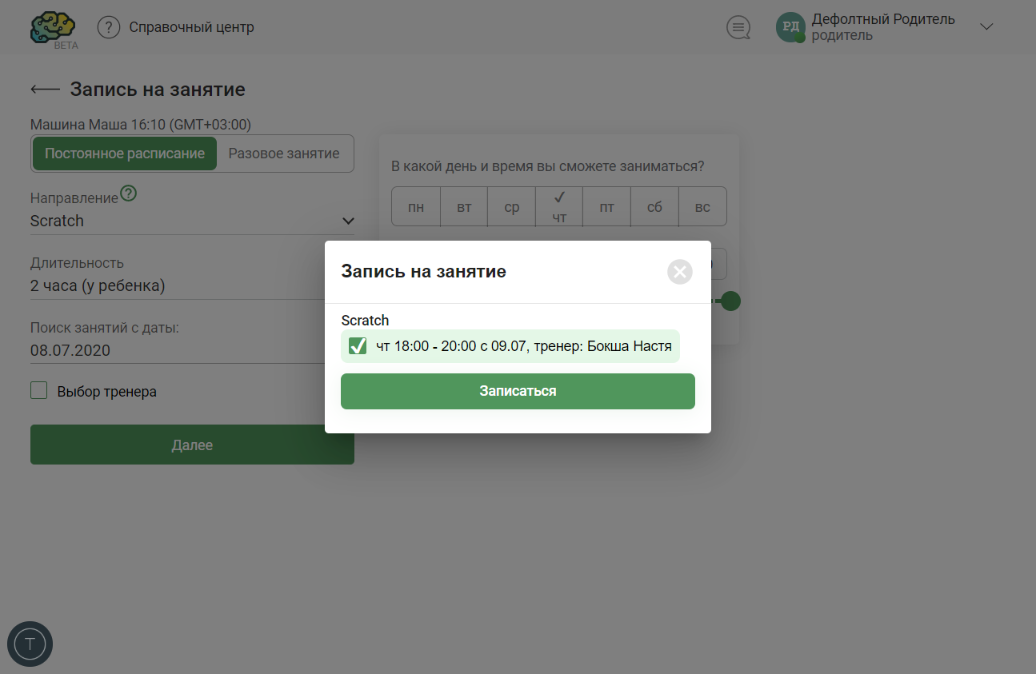 BETA
? Справочный центр
РД
Дефолтный Родитель
родитель
Запись на занятие
Машина Маша 16:10 (GMT+03:00)
Постоянное расписание
Разовое занятие
Направление ?
Scratch
Длительность
2 часа (у ребенка)
Поиск занятий с даты:
08.07.2020
Выбор тренера
Далее
В какой день и время вы сможете заниматься?
пн вт ср чт пт сб вс
Запись на занятие
Scratch
чт 18:00 - 20:00 с 09.07, тренер: Бокша Настя
Записаться
T